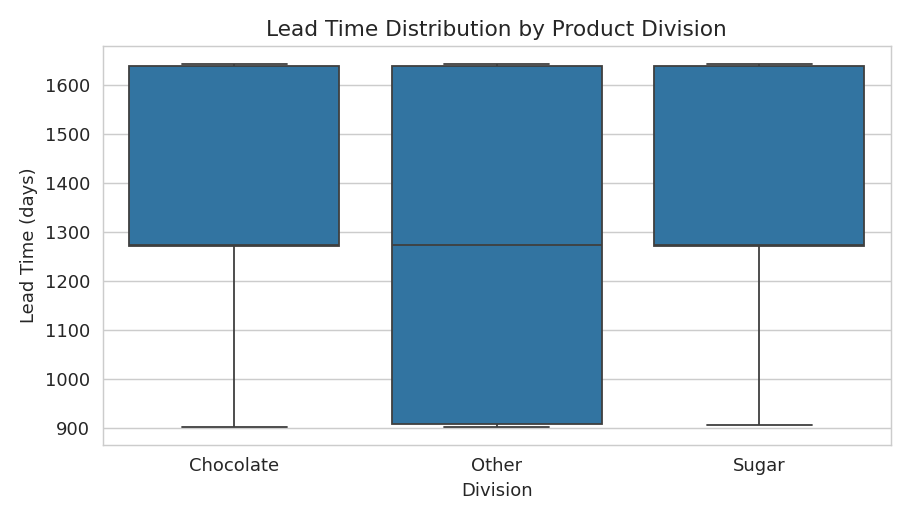 Lead Time Distribution by Product Division
Lead Time (days)
1600
1500
1400
1300
1200
1100
1000
900
Chocolate Other Sugar
Division